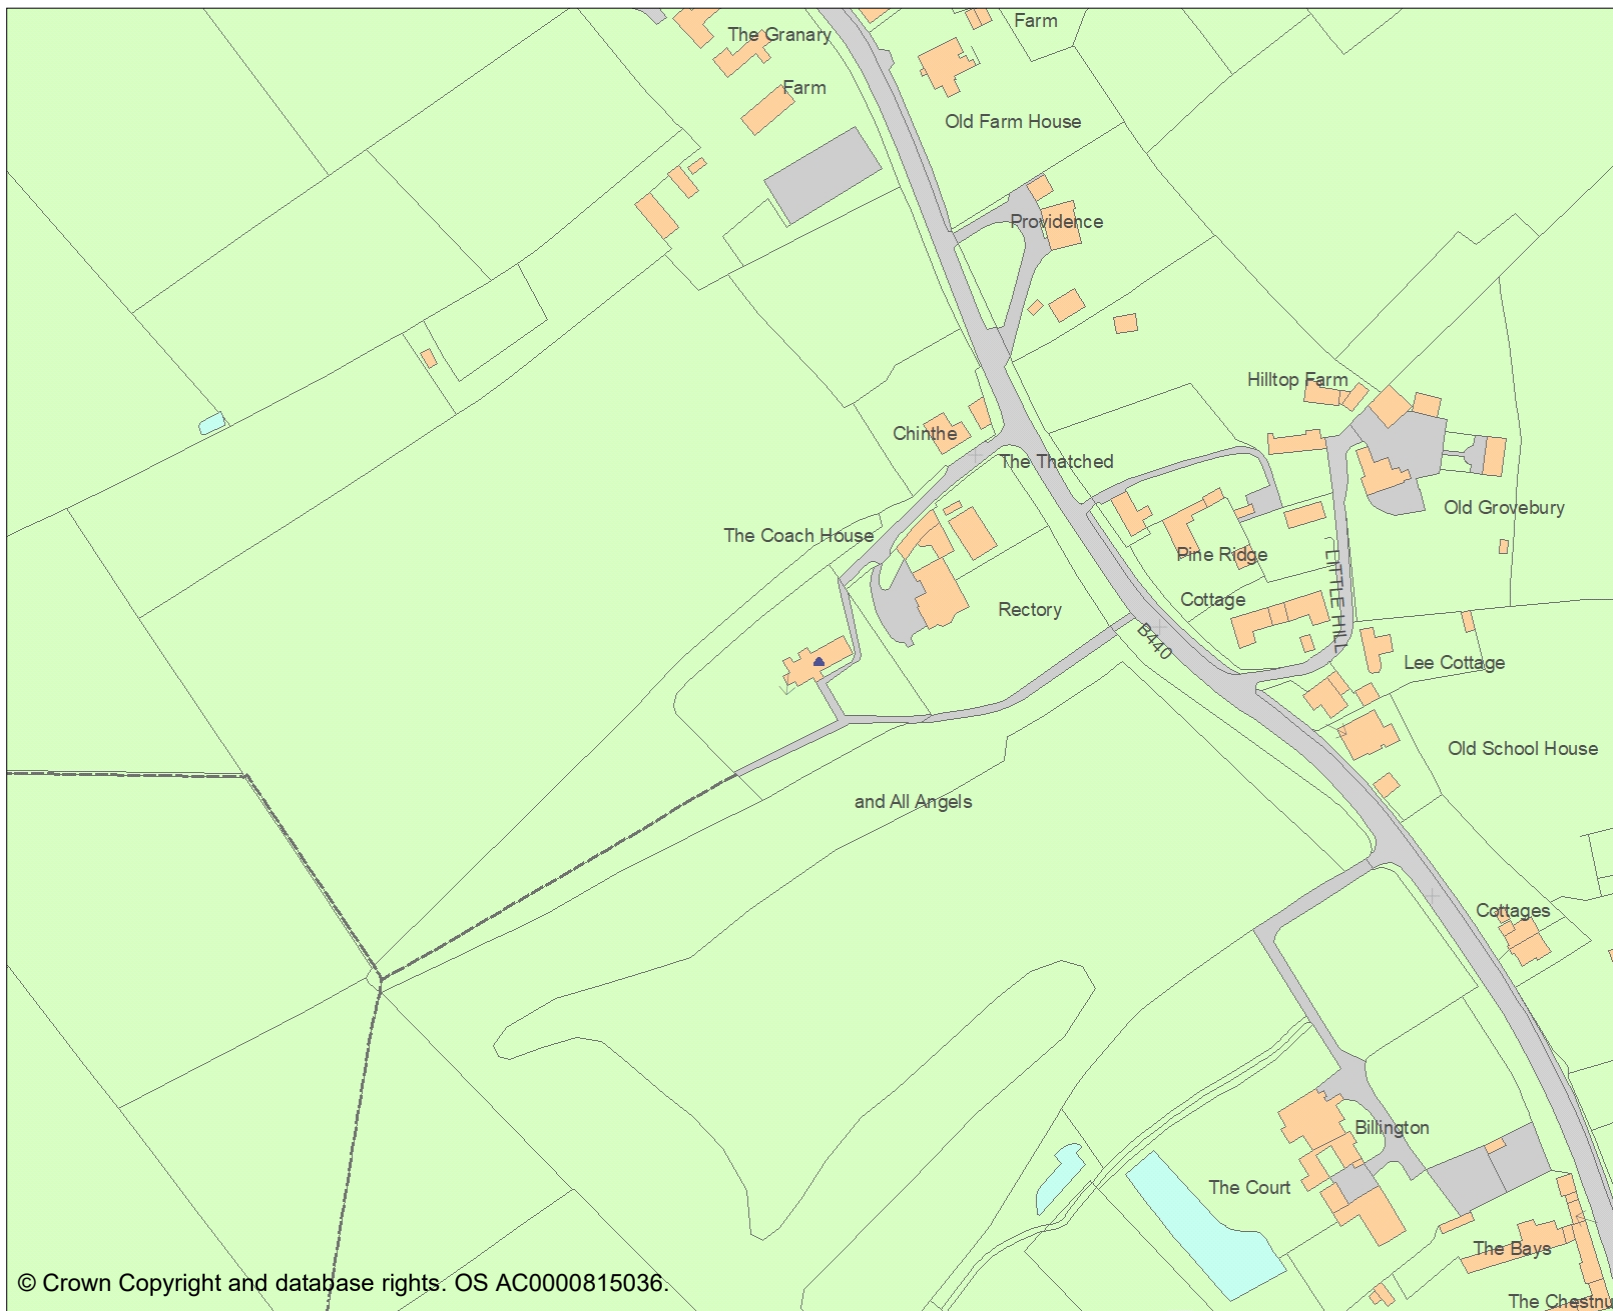 Farm
The Granary
Farm
Old Farm House
Providence
Hilltop Farm
Chinthe
The Thatched
Old Grovebury
The Coach House
Pine Ridge
LITTLE HILL
Cottage
Rectory
B440
Lee Cottage
Old School House
and All Angels
Cottages
Billington
The Court
The Bays
© Crown Copyright and database rights. OS AC0000815036.
The Chestnu